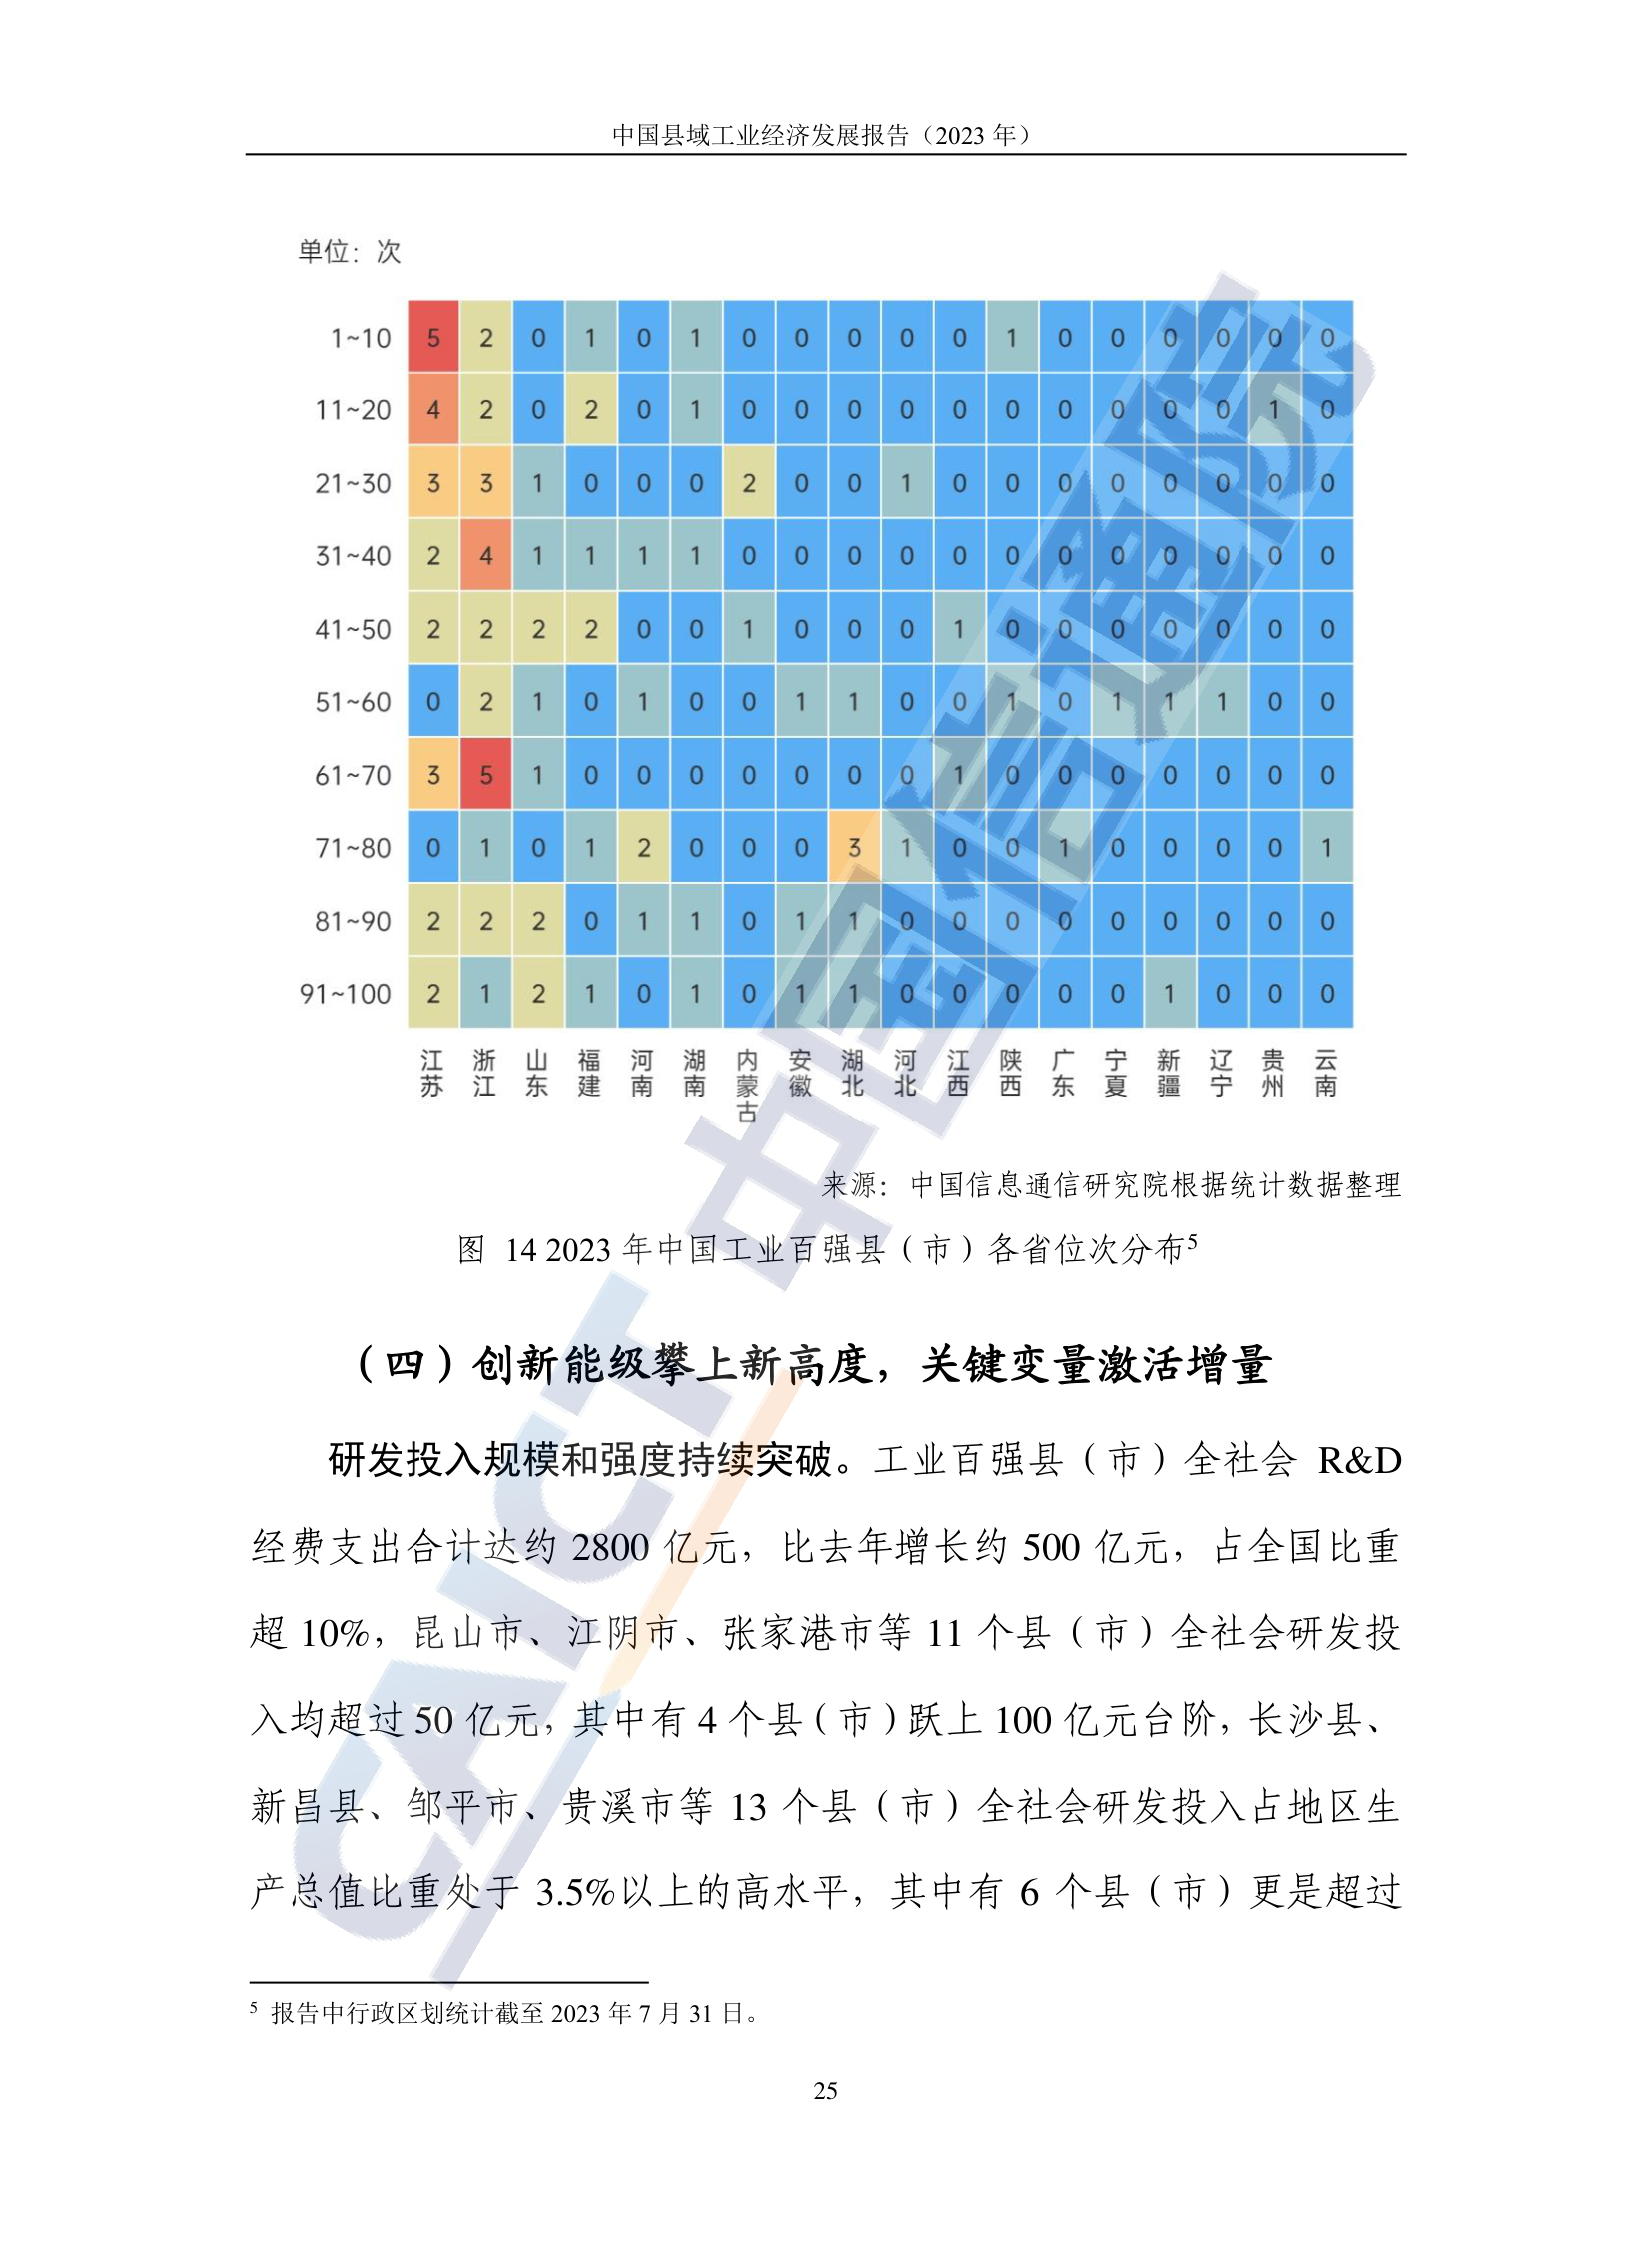 中国县域工业经济发展报告（2023 年）
单位：次
1~10 5 2 0 1 0 1 0 0 0 0 0 1 0 0 0 0 0 0
11~20 4 2 0 2 0 1 0 0 0 0 0 0 0 0 0 0 1 0
21~30 3 3 1 0 0 0 2 0 0 1 0 0 0 0 0 0 0 0
31~40 2 4 1 1 1 1 0 0 0 0 0 0 0 0 0 0 0 0
41~50 2 2 2 2 0 0 1 0 0 0 1 0 0 0 0 0 0 0
51~60 0 2 1 0 1 0 0 1 1 0 0 1 0 1 1 1 0 0
61~70 3 5 1 0 0 0 0 0 0 0 1 0 0 0 0 0 0 0
71~80 0 1 0 1 2 0 0 0 3 1 0 0 1 0 0 0 0 1
81~90 2 2 2 0 1 1 0 1 1 0 0 0 0 0 0 0 0 0
91~100 2 1 2 1 0 1 0 1 1 0 0 0 0 0 1 0 0 0
江苏 浙江 山东 福建 河南 湖南 内蒙古 安徽 湖北 河北 江西 陕西 广东 宁夏 新疆 辽宁 贵州 云南
来源：中国信息通信研究院根据统计数据整理
图 14 2023 年中国工业百强县（市）各省位次分布5
（四）创新能级攀上新高度，关键变量激活增量
研发投入规模和强度持续突破。工业百强县（市）全社会 R&D
经费支出合计达约 2800 亿元，比去年增长约 500 亿元，占全国比重
超 10%，昆山市、江阴市、张家港市等 11 个县（市）全社会研发投
入均超过 50 亿元，其中有 4 个县（市）跃上 100 亿元台阶，长沙县、
新昌县、邹平市、贵溪市等 13 个县（市）全社会研发投入占地区生
产总值比重处于 3.5%以上的高水平，其中有 6 个县（市）更是超过
5 报告中行政区划统计截至 2023 年 7 月 31 日。
25
CAICT 中国信通院